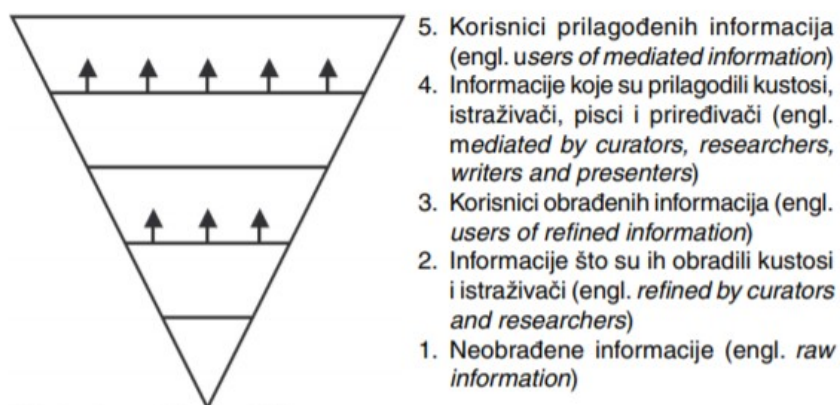 5. Korisnici prilagođenih informacija
(engl. users of mediated information)
4. Informacije koje su prilagodili kustosi,
istraživači, pisci i priređivači (engl.
mediated by curators, researchers,
writers and presenters)
3. Korisnici obrađenih informacija (engl.
users of refined information)
2. Informacije što su ih obradili kustosi
i istraživači (engl. refined by curators
and researchers)
1. Neobrađene informacije (engl. raw
information)